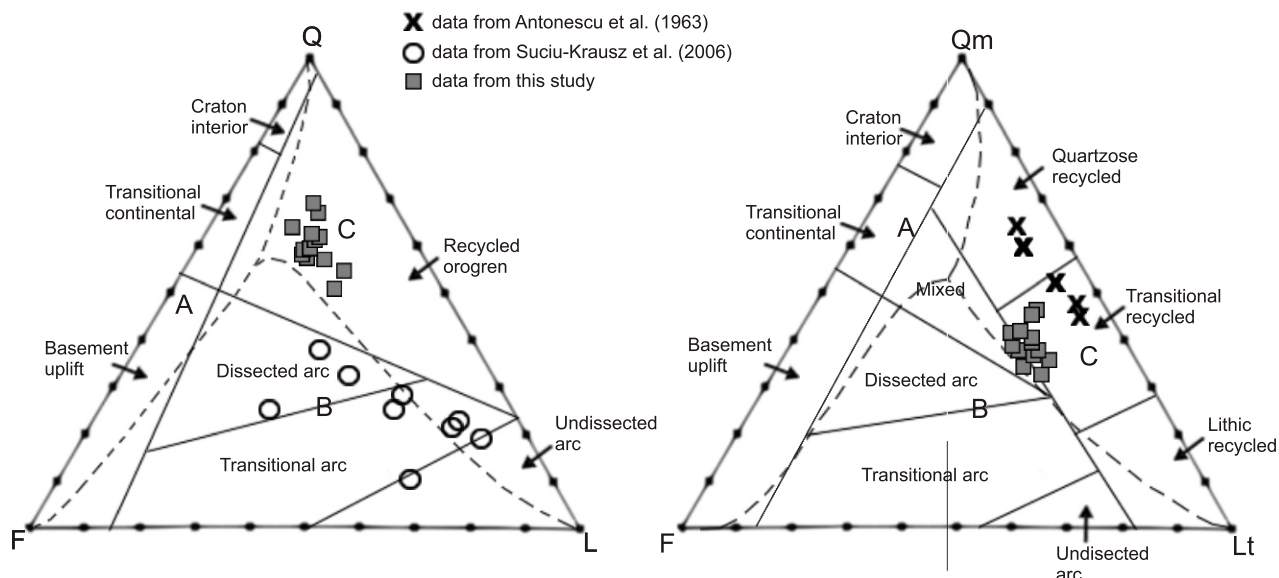 Q
data from Antonescu et al. (1963)
data from Suciu-Krausz et al. (2006)
data from this study
Craton
interior
Transitional
continental
C
Recycled
orogren
A
Basement
uplift
Dissected arc
B
Undissected
arc
Transitional arc
F
L
Qm
Craton
interior
Quartzose
recycled
Transitional
continental
A
Mixed
Transitional
recycled
Basement
uplift
C
Dissected arc
B
Lithic
recycled
Transitional arc
F
Lt
Undisected
arc